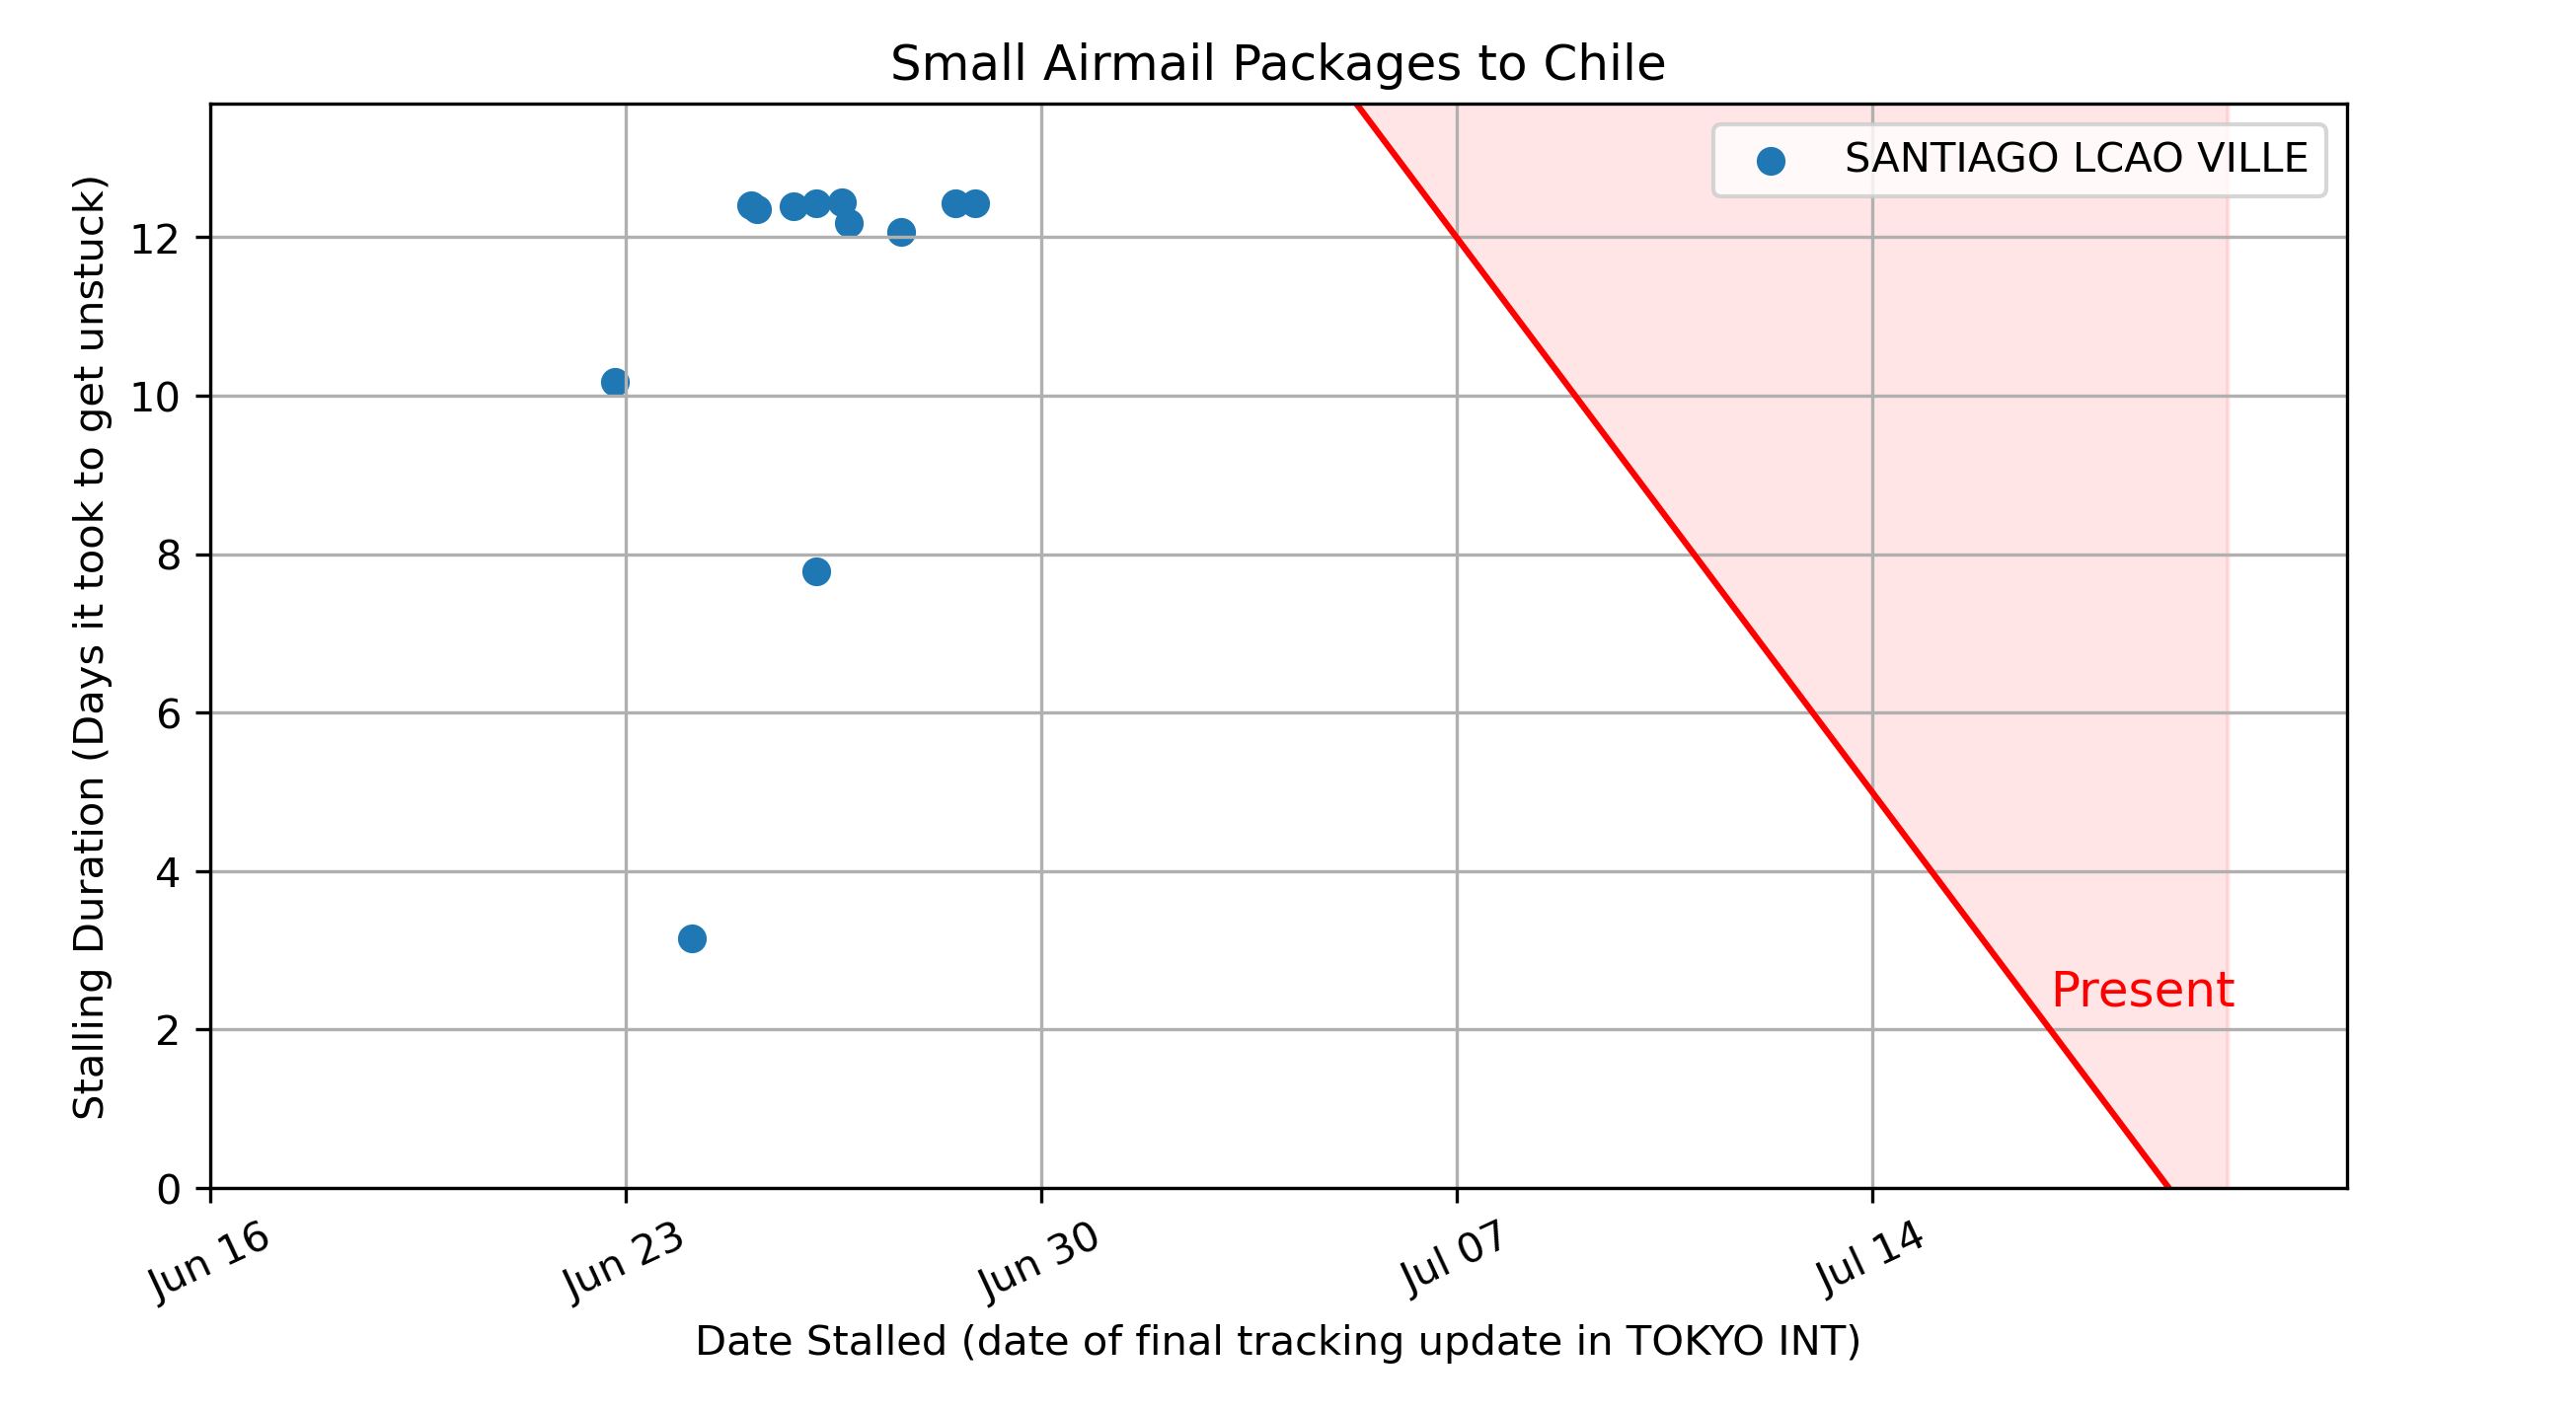 Small Airmail Packages to Chile
SANTIAGO LCAO VILLE
Stalling Duration (Days it took to get unstuck)
12
10
8
6
4
2
0
Present
Jun 16
Jun 23
Jun 30
Jul 07
Jul 14
Date Stalled (date of final tracking update in TOKYO INT)